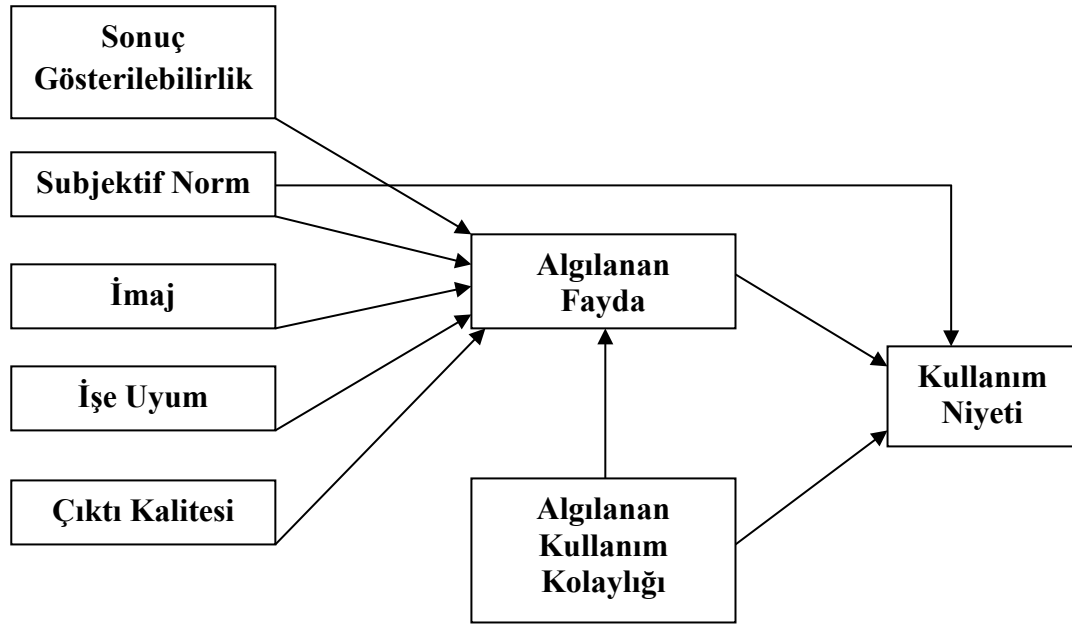 Sonuç
Gösterilebilirlik
Subjektif Norm
İmaj
İşe Uyum
Çıktı Kalitesi
Algılanan
Fayda
Algılanan
Kullanım
Kolaylığı
Kullanım
Niyeti